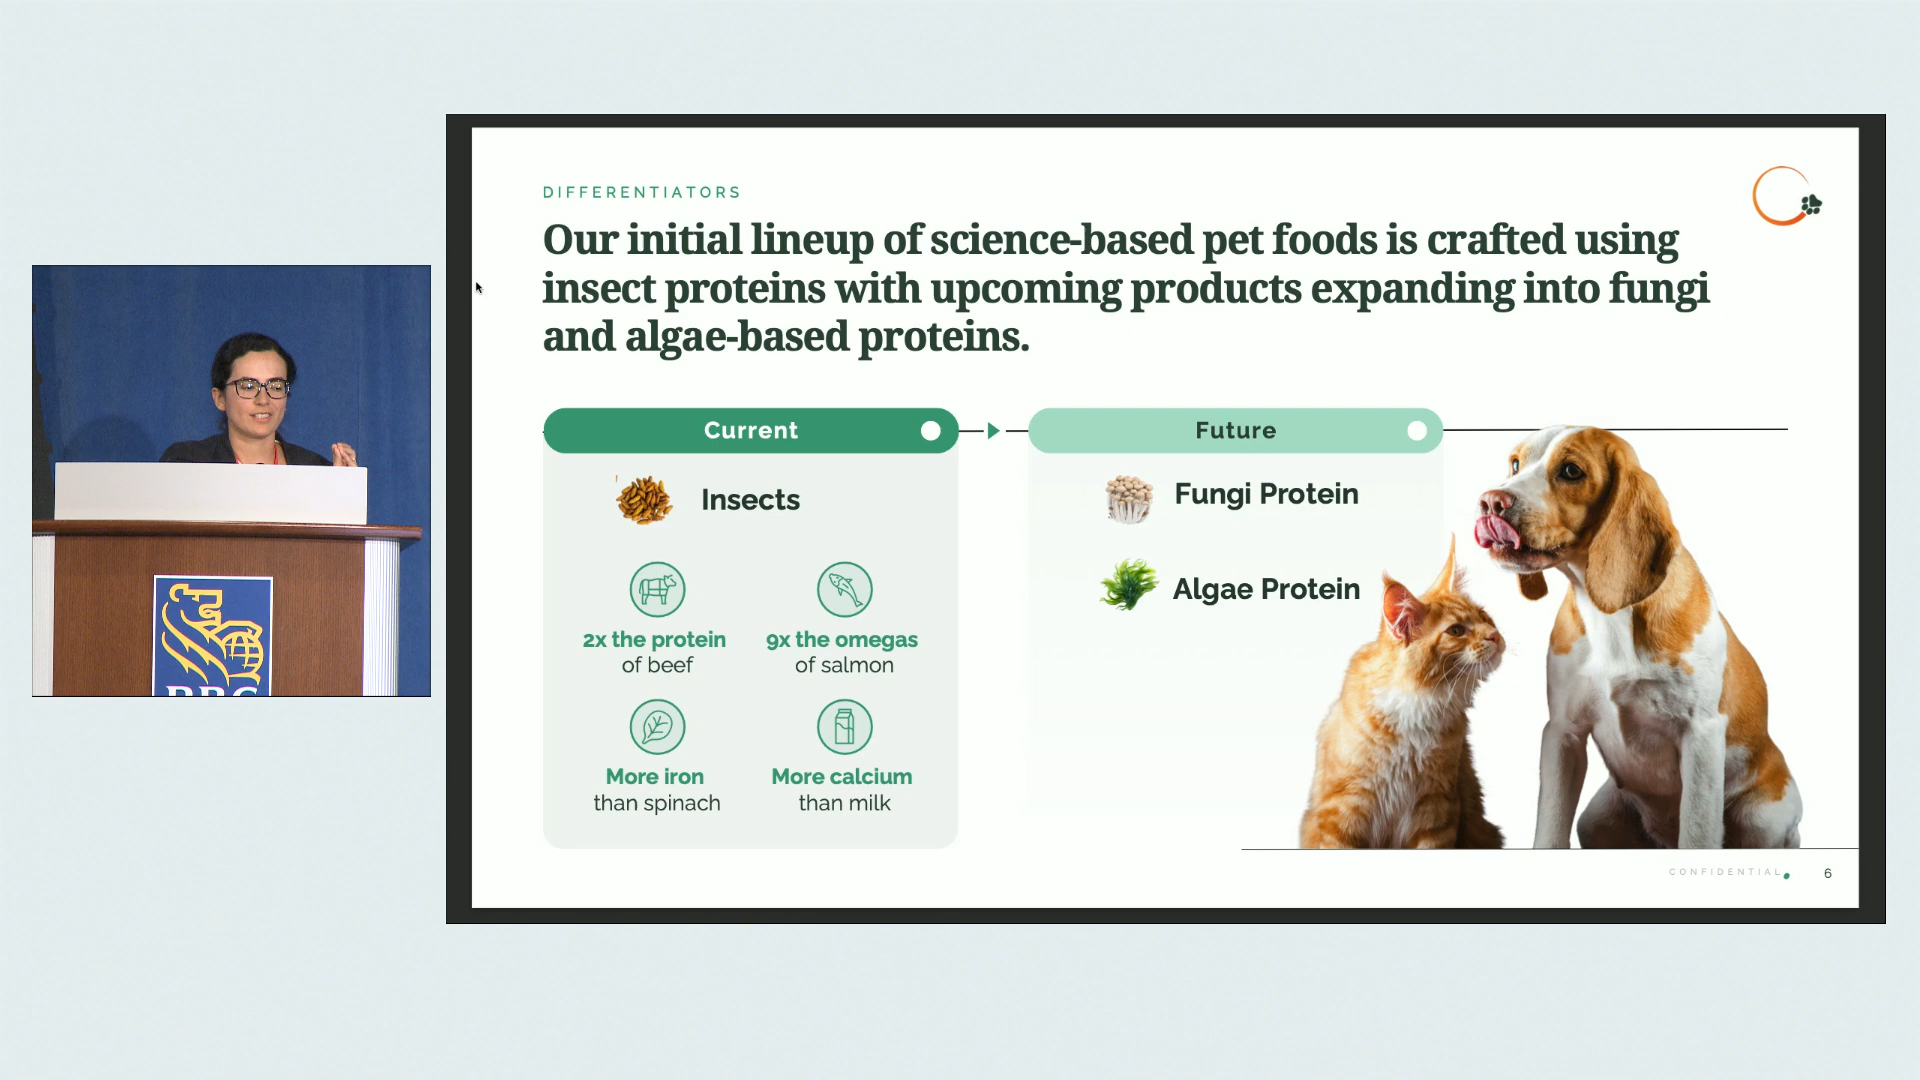 DIFFERENTIATORS
Our initial lineup of science-based pet foods is crafted using
insect proteins with upcoming products expanding into fungi
and algae-based proteins.
Current
Insects
2x the protein
of beef
9x the omegas
of salmon
More iron
than spinach
More calcium
than milk
Future
Fungi Protein
Algae Protein
CONFIDENTIAL
6
RBC